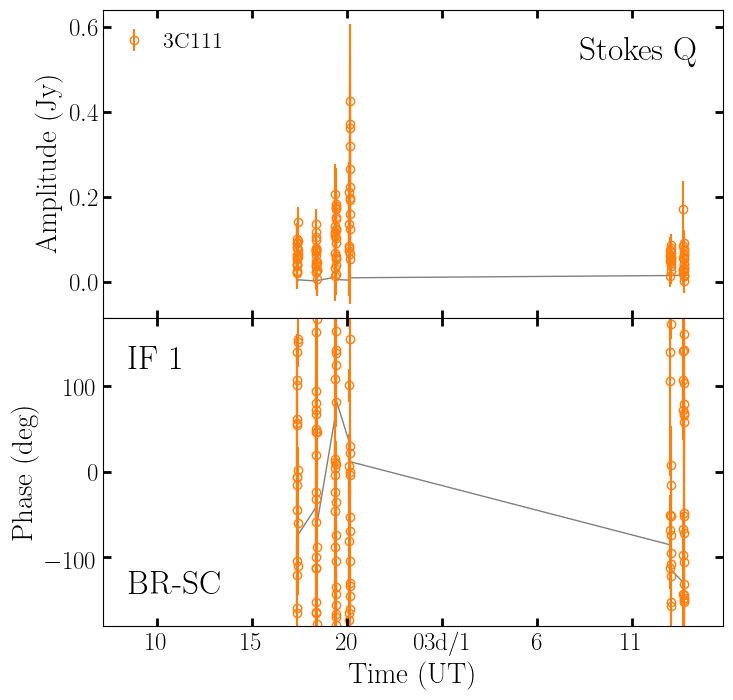 3C111
Stokes Q
0.6
0.4
0.2
0.0
Amplitude (Jy)
IF 1
BR-SC
100
0
−100
Phase (deg)
10 15 20 03d/1 6 11
Time (UT)